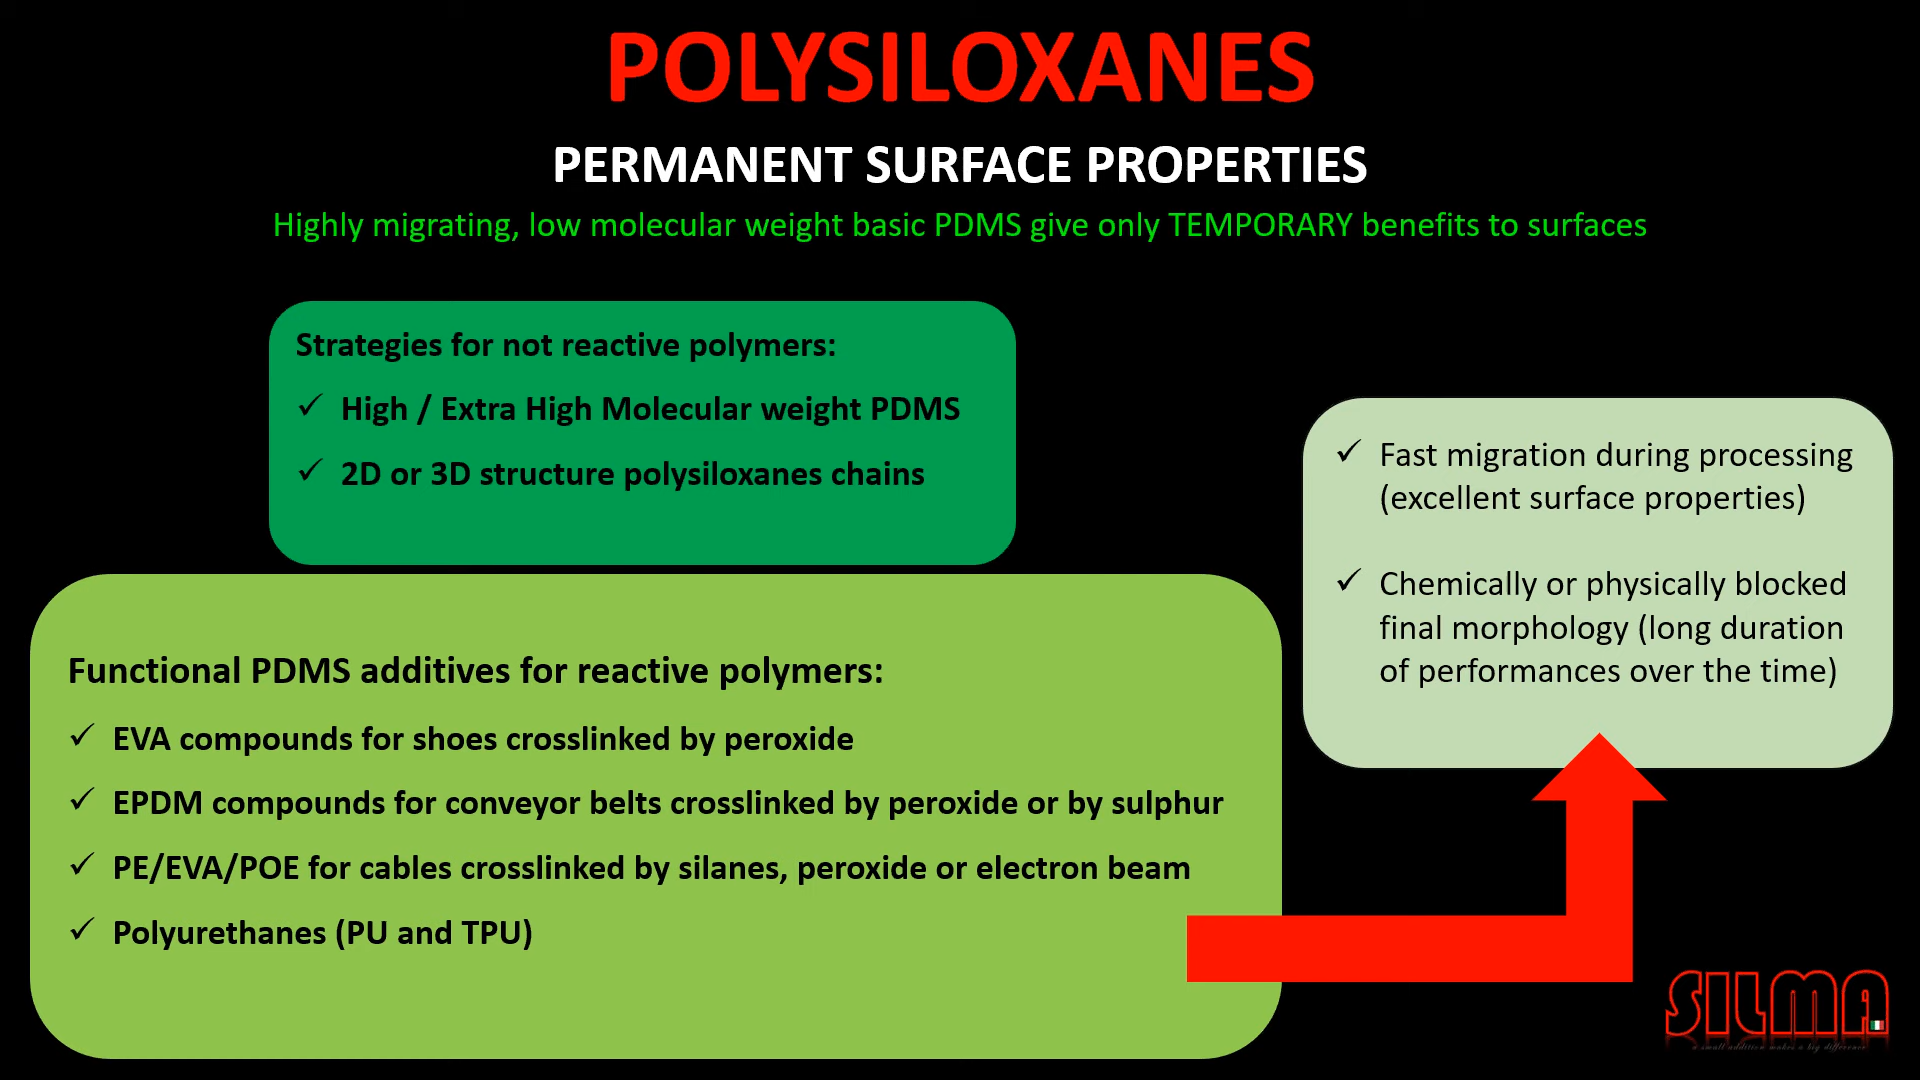 POLYSILOXANES
PERMANENT SURFACE PROPERTIES
Highly migrating, low molecular weight basic PDMS give only TEMPORARY benefits to surfaces
Strategies for not reactive polymers:
✓ High / Extra High Molecular weight PDMS
✓ 2D or 3D structure polysiloxanes chains
Functional PDMS additives for reactive polymers:
✓ EVA compounds for shoes crosslinked by peroxide
✓ EPDM compounds for conveyor belts crosslinked by peroxide or by sulphur
✓ PE/EVA/POE for cables crosslinked by silanes, peroxide or electron beam
✓ Polyurethanes (PU and TPU)
✓ Fast migration during processing
(excellent surface properties)
✓ Chemically or physically blocked
final morphology (long duration
of performances over the time)
SILMA
a small addition makes a big difference